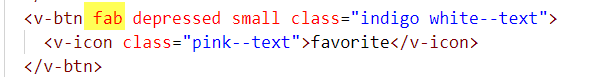 <v-btn fab depressed small class="indigo white--text">
<v-icon class="pink--text">favorite</v-icon>
</v-btn>